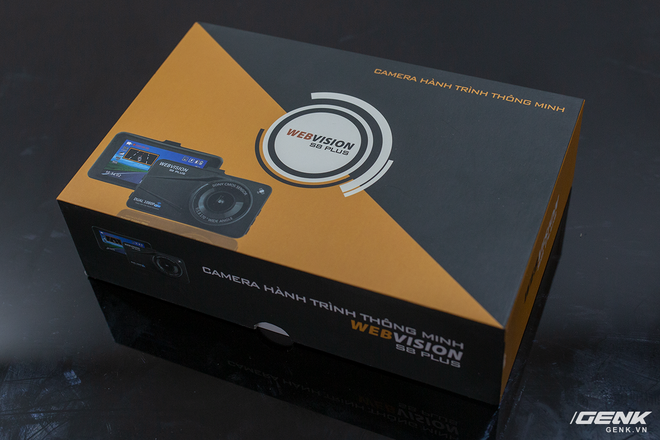 CAMERA HÀNH TRÌNH THÔNG MINH
WEBVISION
S8 PLUS
WEBVISION
S8 PLUS
CAMERA HÀNH TRÌNH THÔNG MINH
WEBVISION
S8 PLUS
GENK
GENK.VN